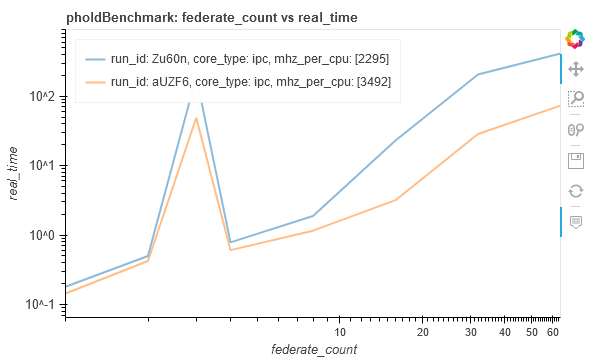 pholdBenchmark: federate_count vs real_time
run_id: Zu60n, core_type: ipc, mhz_per_cpu: [2295]
run_id: aUZF6, core_type: ipc, mhz_per_cpu: [3492]
10^2
10^1
10^0
10^-1
real_time
10 20 30 40 50 60
federate_count